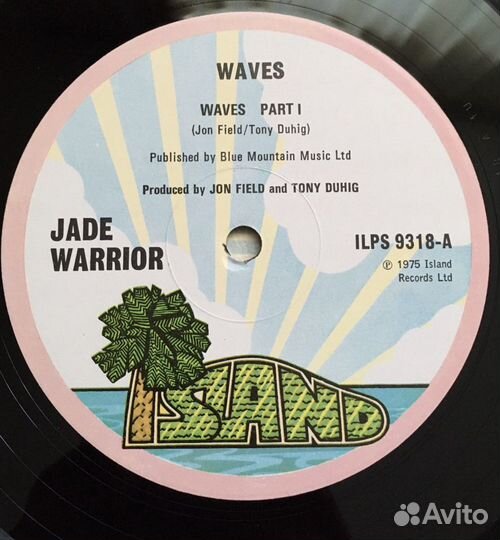 WAVES
WAVES PART I
(Jon Field/Tony Duhig)
Published by Blue Mountain Music Ltd
Produced by JON FIELD and TONY DUHIG
JADE
WARRIOR
ILPS 9318-A
℗ 1975 Island
Records Ltd
ISLAND
Avito